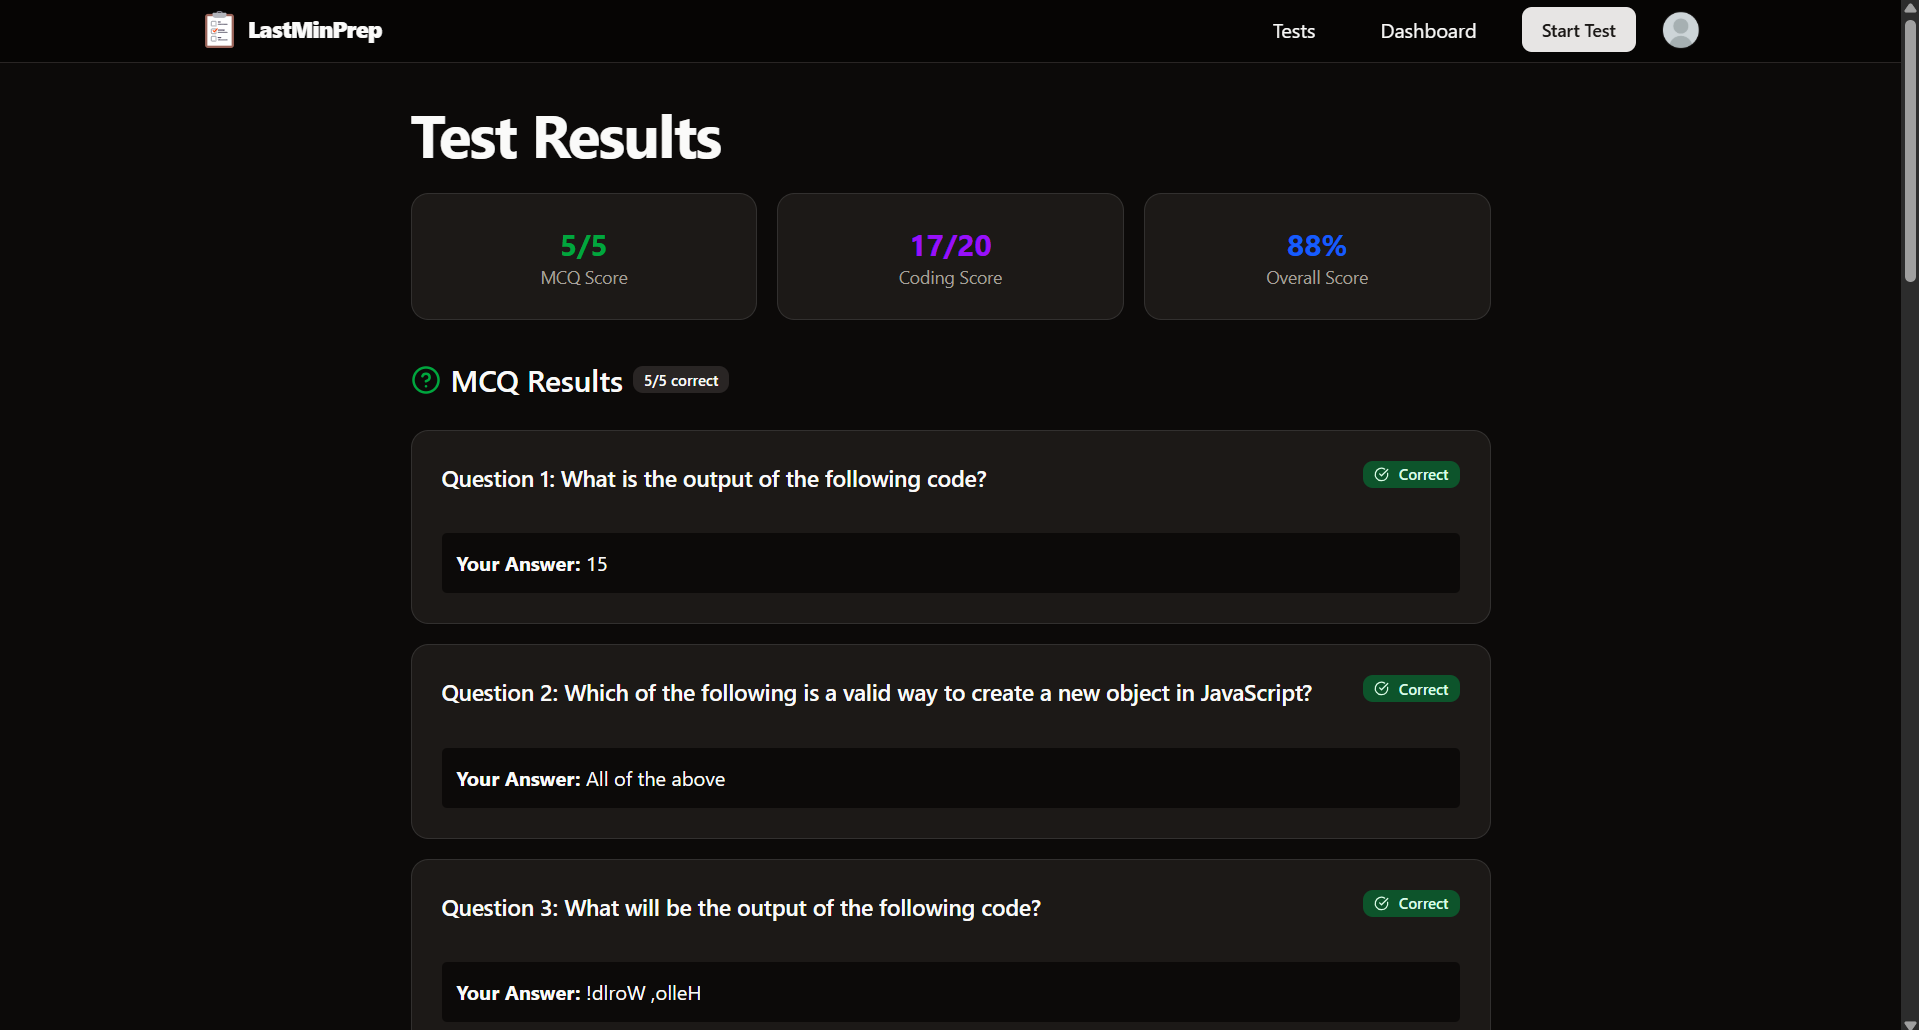 LastMinPrep
Tests
Dashboard
Start Test
Test Results
5/5
MCQ Score
17/20
Coding Score
88%
Overall Score
MCQ Results
5/5 correct
Question 1: What is the output of the following code?
Correct
Your Answer: 15
Question 2: Which of the following is a valid way to create a new object in JavaScript?
Correct
Your Answer: All of the above
Question 3: What will be the output of the following code?
Correct
Your Answer: !dlroW ,olleH